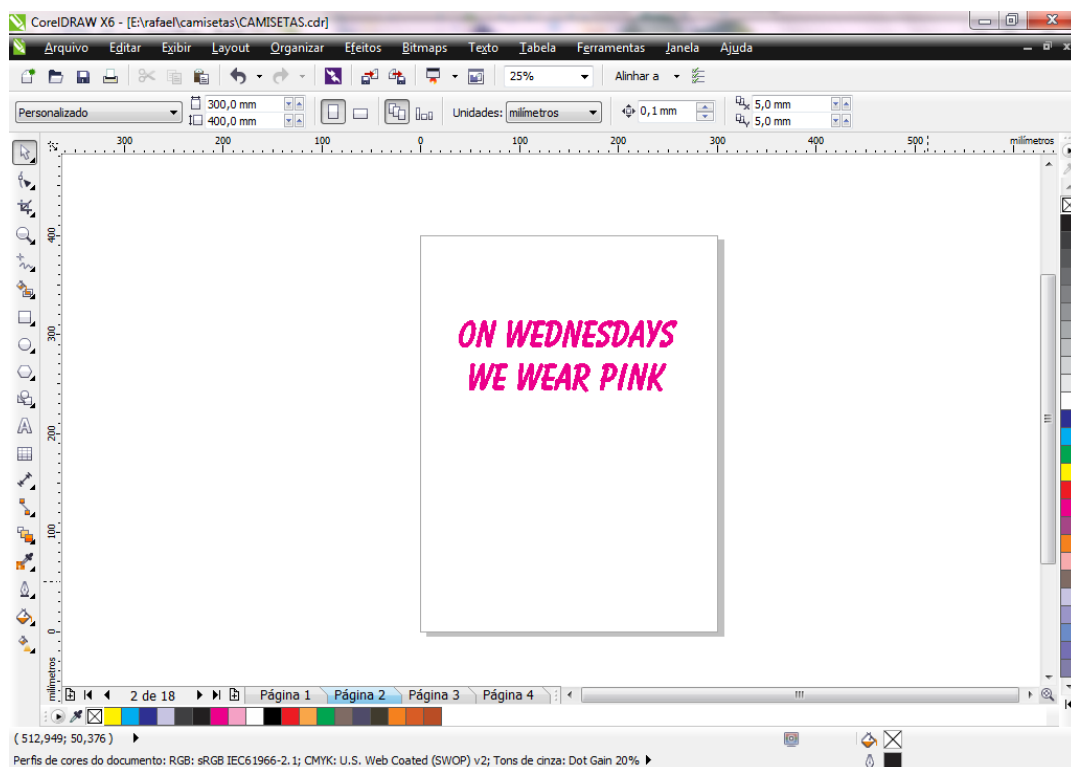 CorelDRAW X6 - [E:\rafael\camisetas\CAMISETAS.cdr]
Arquivo Editar Exibir Layout Organizar Efeitos Bitmaps Texto Tabela Ferramentas Janela Ajuda
25% Alinhar a
Personalizado 300,0 mm 400,0 mm Unidades: milímetros 0,1 mm 5,0 mm 5,0 mm
300 200 100 0 100 200 300 400 500 milímetros
400
300
200
100
0
milímetros
ON WEDNESDAYS
WE WEAR PINK
2 de 18 Página 1 Página 2 Página 3 Página 4
( 512,949; 50,376 )
Perfis de cores do documento: RGB: sRGB IEC61966-2.1; CMYK: U.S. Web Coated (SWOP) v2; Tons de cinza: Dot Gain 20%